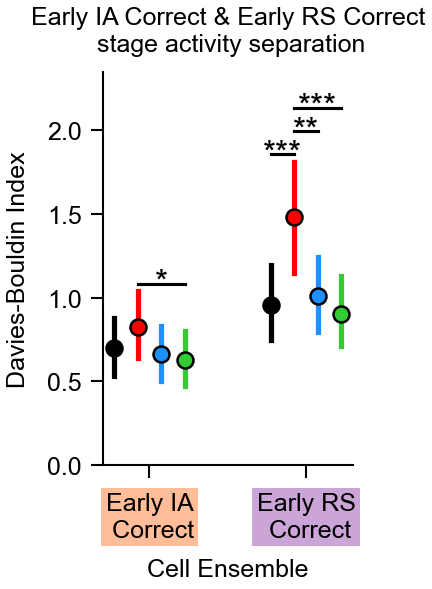 Early IA Correct & Early RS Correct
stage activity separation
Davies-Bouldin Index
2.0
1.5
1.0
0.5
0.0
***
**
***
*
Early IA
Correct
Early RS
Correct
Cell Ensemble